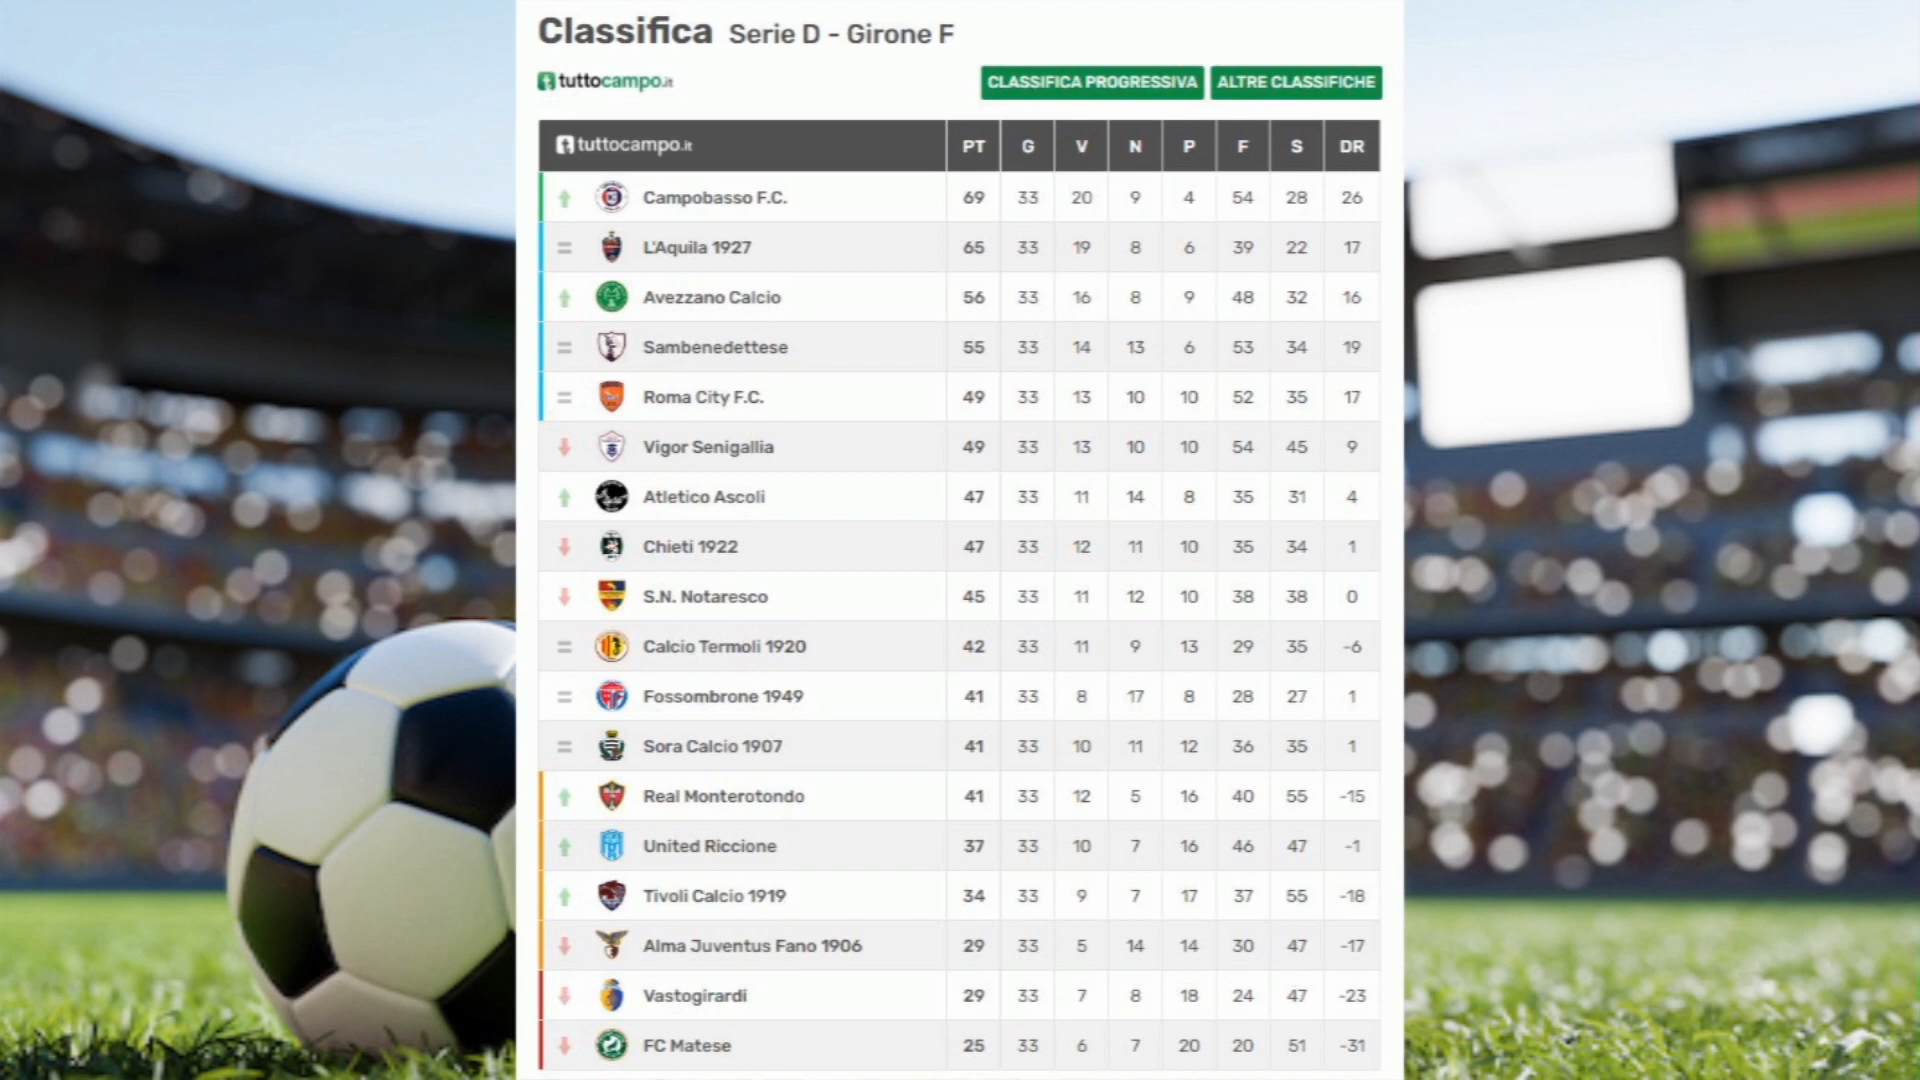 Classifica Serie D - Girone F
tuttocampo.it CLASSIFICA PROGRESSIVA ALTRE CLASSIFICHE
tuttocampo.it PT G V N P F S DR
Campobasso F.C. 69 33 20 9 4 54 28 26
L'Aquila 1927 65 33 19 8 6 39 22 17
Avezzano Calcio 56 33 16 8 9 48 32 16
Sambenedettese 55 33 14 13 6 53 34 19
Roma City F.C. 49 33 13 10 10 52 35 17
Vigor Senigallia 49 33 13 10 10 54 45 9
Atletico Ascoli 47 33 11 14 8 35 31 4
Chieti 1922 47 33 12 11 10 35 34 1
S.N. Notaresco 45 33 11 12 10 38 38 0
Calcio Termoli 1920 42 33 11 9 13 29 35 -6
Fossombrone 1949 41 33 8 17 8 28 27 1
Sora Calcio 1907 41 33 10 11 12 36 35 1
Real Monterotondo 41 33 12 5 16 40 55 -15
United Riccione 37 33 10 7 16 46 47 -1
Tivoli Calcio 1919 34 33 9 7 17 37 55 -18
Alma Juventus Fano 1906 29 33 5 14 14 30 47 -17
Vastogirardi 29 33 7 8 18 24 47 -23
FC Matese 25 33 6 7 20 20 51 -31